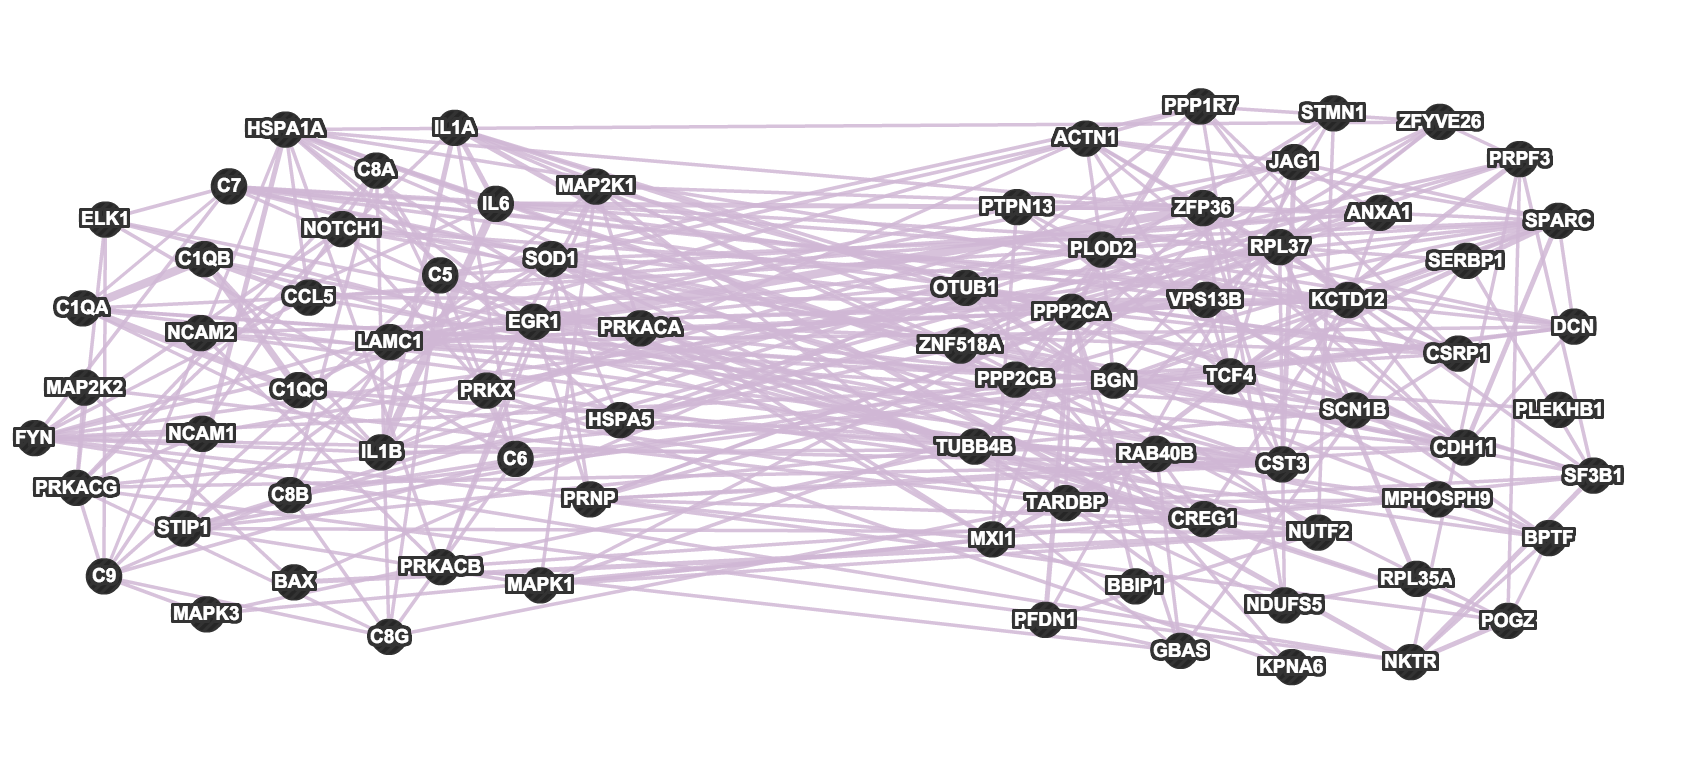 PPP1R7
STMN1
ZFYVE26
HSPA1A
IL1A
ACTN1
C8A
JAG1
PRPF3
C7
MAP2K1
IL6
PTPN13
ZFP36
ANXA1
ELK1
NOTCH1
SPARC
C1QB
SOD1
PLOD2
RPL37
SERBP1
C5
OTUB1
C1QA
CCL5
VPS13B
KCTD12
NCAM2
LAMC1
EGR1
PRKACA
PPP2CA
DCN
ZNF518A
CSRP1
MAP2K2
C1QC
PRKX
PPP2CB
BGN
TCF4
FYN
NCAM1
HSPA5
SCN1B
PLEKHB1
IL1B
C6
TUBB4B
RAB40B
CST3
CDH11
PRKACG
C8B
PRNP
TARDBP
MPHOSPH9
SF3B1
STIP1
CREG1
NUTF2
MXI1
BPTF
C9
BAX
PRKACB
MAPK1
BBIP1
RPL35A
MAPK3
C8G
PFDN1
NDUFS5
POGZ
GBAS
KPNA6
NKTR